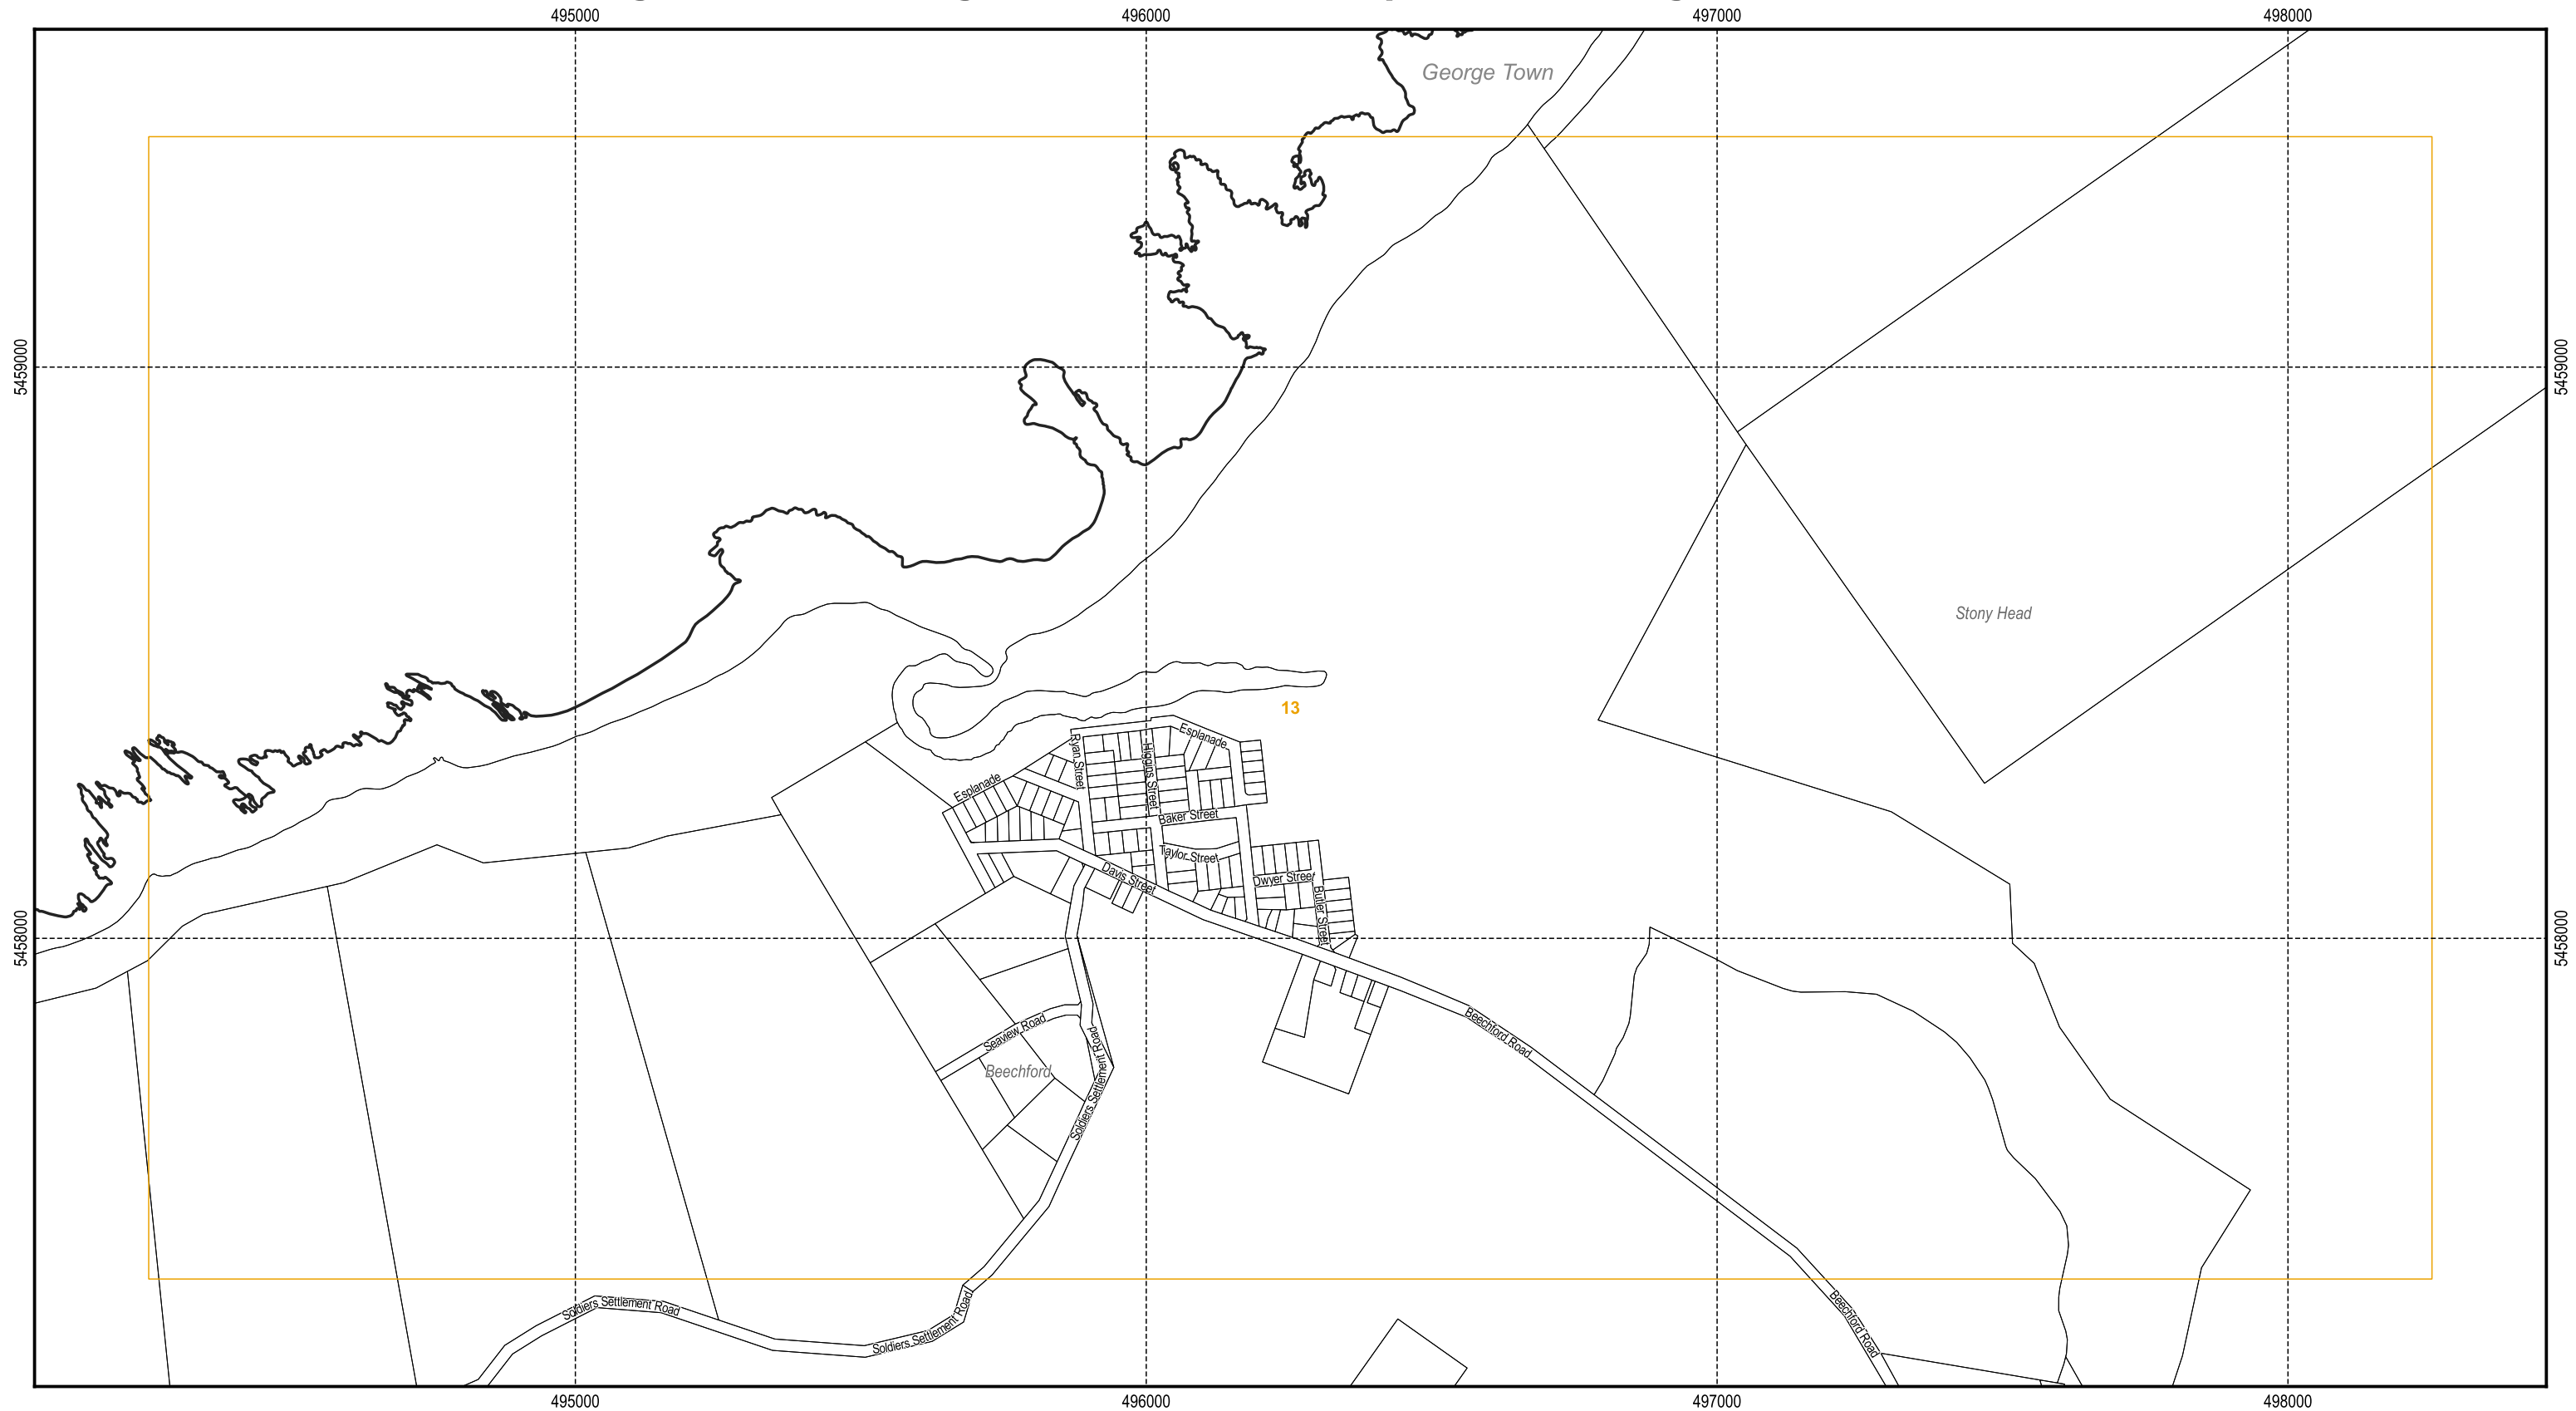 495000
496000
497000
498000
George Town
5459000
5459000
Stony Head
13
Esplanade
Ryan Street
Higgins Street
Esplanade
Baker Street
Taylor Street
Davis Street
Dwyer Street
Butler Street
5458000
5458000
Seaview Road
Beechford Road
Soldiers Settlement Road
Beechford
Soldiers Settlement Road
Soldiers Settlement Road
Beechford Road
495000
496000
497000
498000